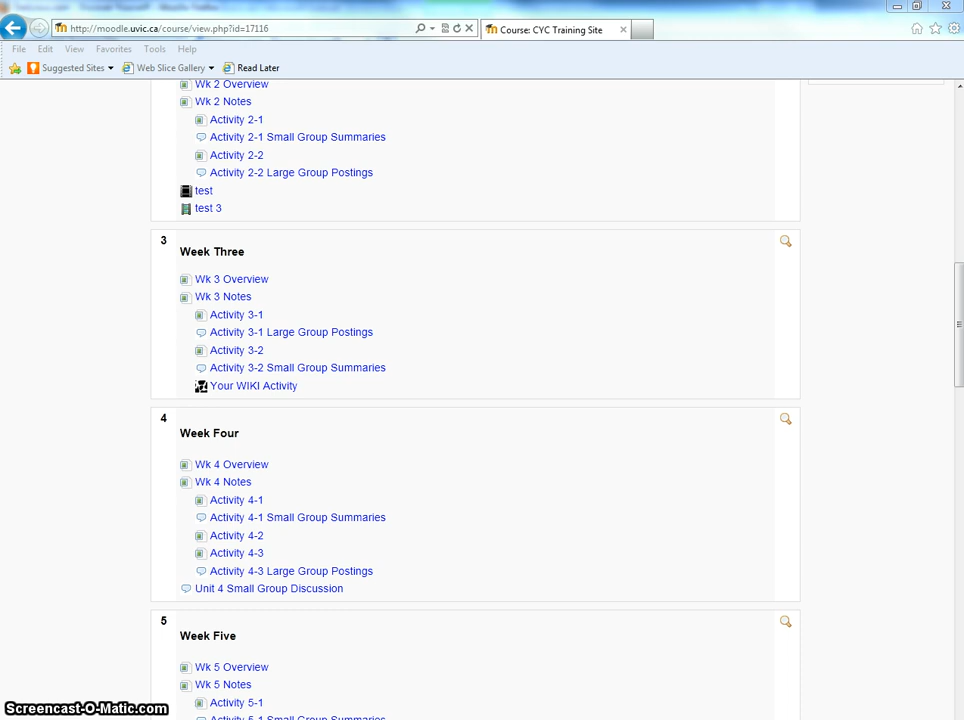 http://moodle.uvic.ca/course/view.php?id=17116
Course: CYC Training Site
File Edit View Favorites Tools Help
Suggested Sites Web Slice Gallery Read Later
Wk 2 Overview
Wk 2 Notes
Activity 2-1
Activity 2-1 Small Group Summaries
Activity 2-2
Activity 2-2 Large Group Postings
test
test 3
3
Week Three
Wk 3 Overview
Wk 3 Notes
Activity 3-1
Activity 3-1 Large Group Postings
Activity 3-2
Activity 3-2 Small Group Summaries
Your WIKI Activity
4
Week Four
Wk 4 Overview
Wk 4 Notes
Activity 4-1
Activity 4-1 Small Group Summaries
Activity 4-2
Activity 4-3
Activity 4-3 Large Group Postings
Unit 4 Small Group Discussion
5
Week Five
Wk 5 Overview
Wk 5 Notes
Activity 5-1
Activity 5-1 Small Group Summaries
Screencast-O-Matic.com